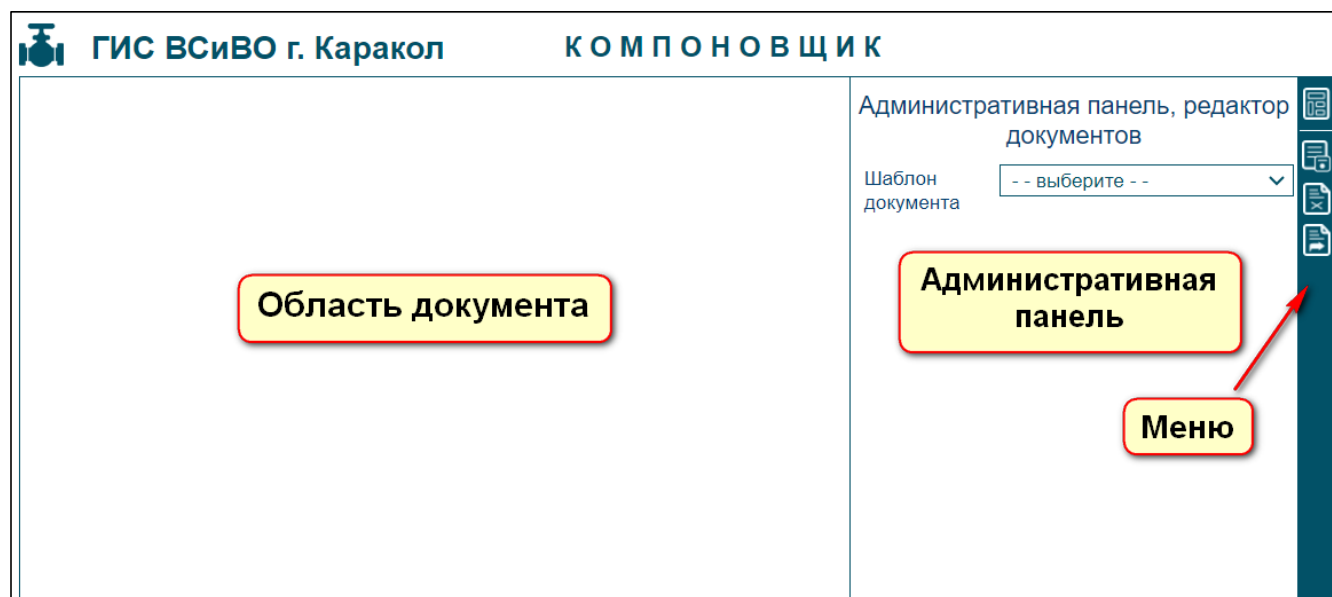 ГИС ВСиВО г. Каракол
КОМПОНОВЩИК
Административная панель, редактор
документов
Шаблон
документа
- - выберите - -
Область документа
Административная
панель
Меню